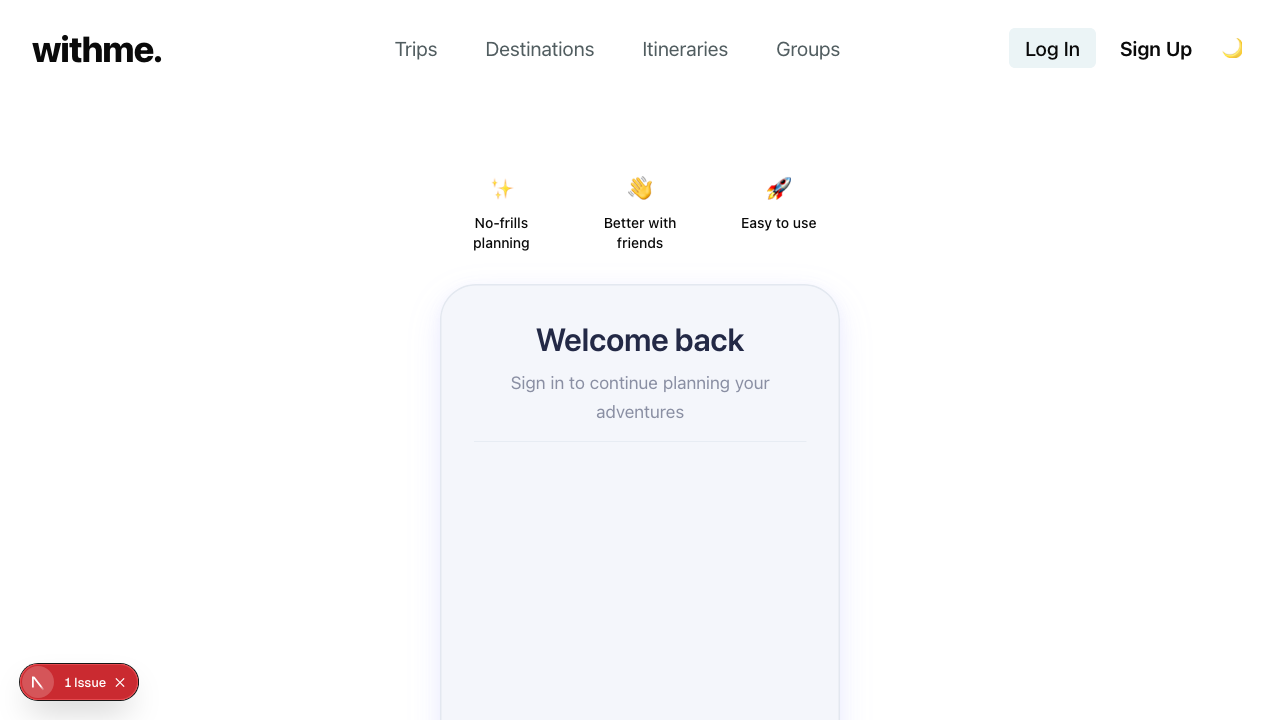 withme.
Trips
Destinations
Itineraries
Groups
Log In
Sign Up
No-frills
planning
Better with
friends
Easy to use
Welcome back
Sign in to continue planning your
adventures
1 Issue